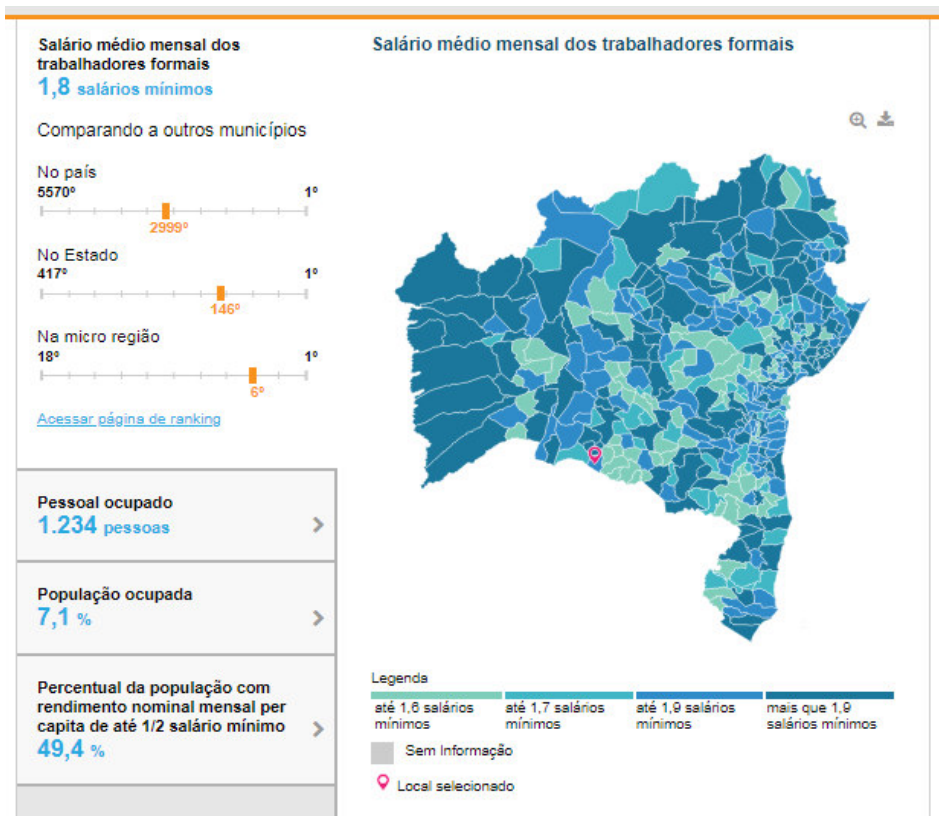 Salário médio mensal dos
trabalhadores formais
1,8 salários mínimos
Comparando a outros municípios
No país
5570º 1º
2999º
No Estado
417º 1º
146º
Na micro região
18º 1º
6º
Acessar página de ranking
Pessoal ocupado
1.234 pessoas
População ocupada
7,1 %
Percentual da população com
rendimento nominal mensal per
capita de até 1/2 salário mínimo
49,4 %
Salário médio mensal dos trabalhadores formais
Legenda
até 1,6 salários
mínimos
até 1,7 salários
mínimos
até 1,9 salários
mínimos
mais que 1,9
salários mínimos
Sem Informação
Local selecionado